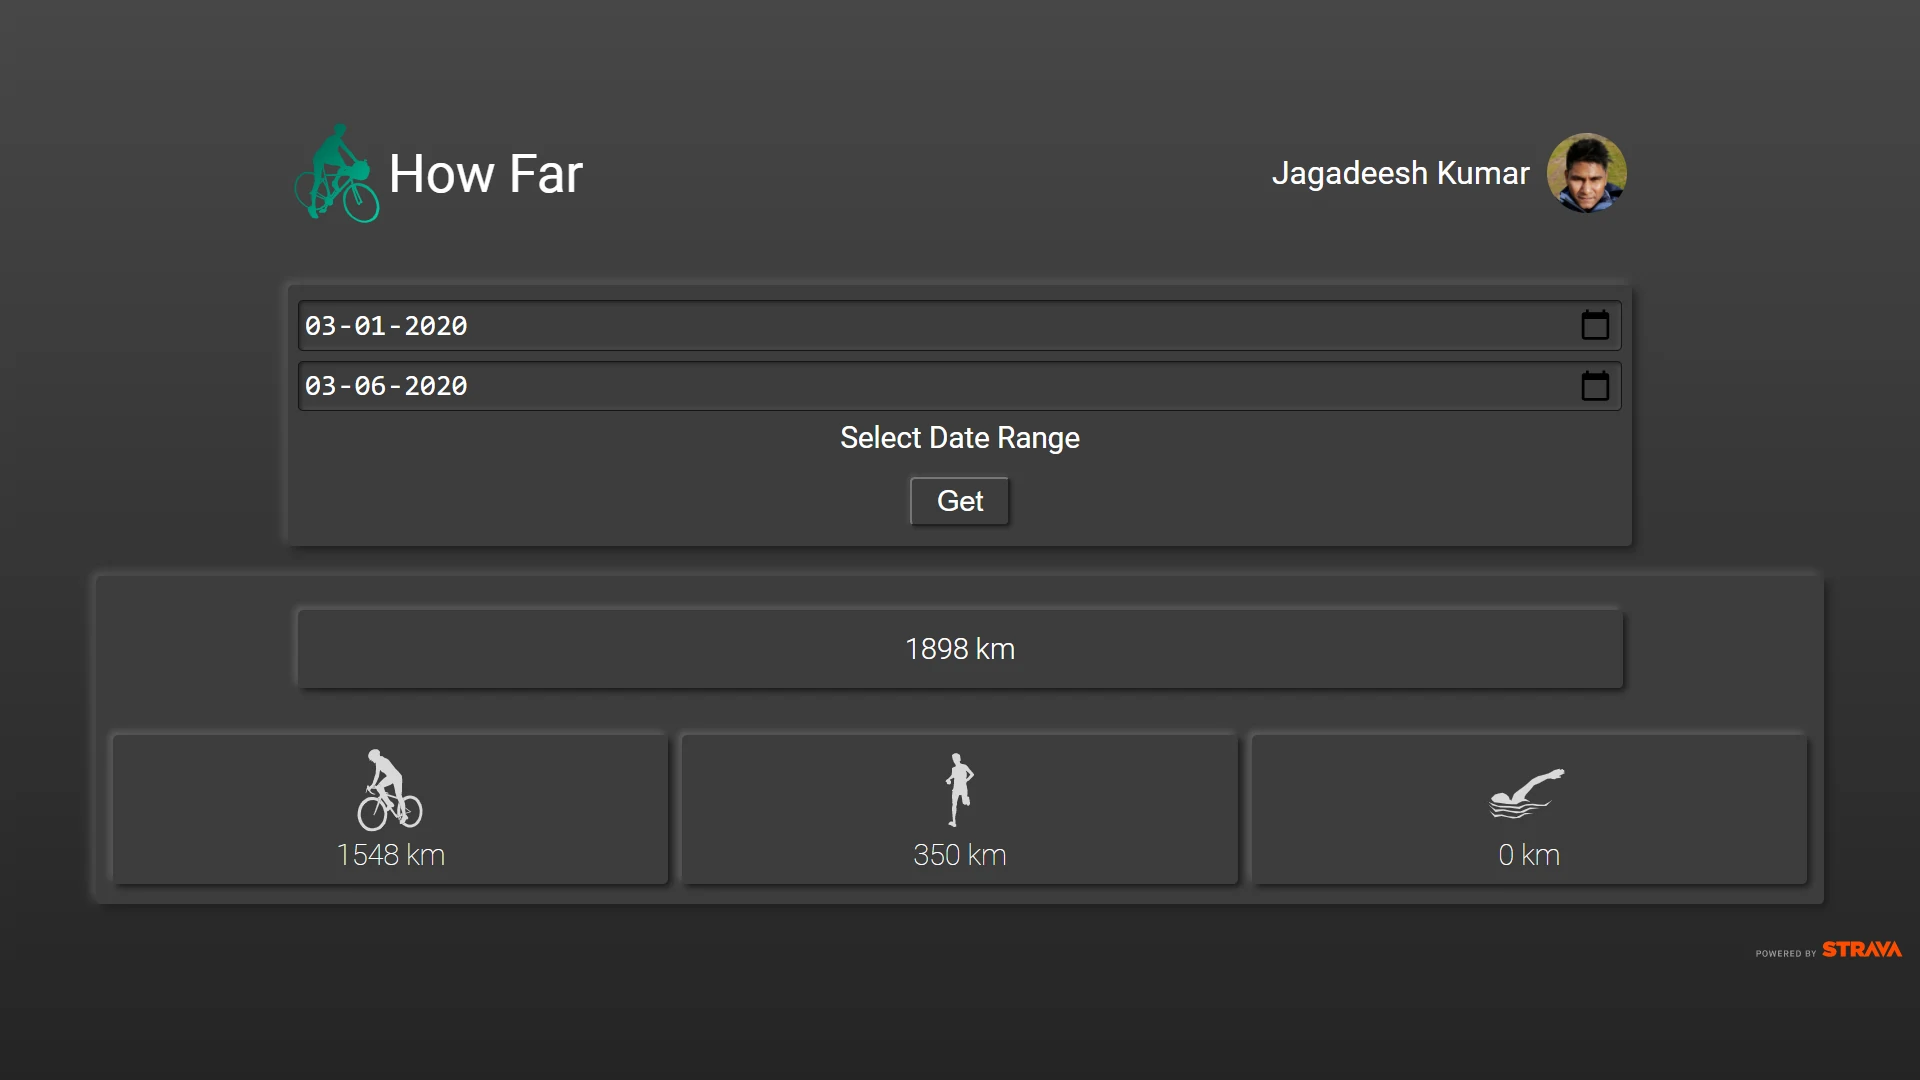 How Far
Jagadeesh Kumar
03-01-2020
03-06-2020
Select Date Range
Get
1898 km
1548 km
350 km
0 km
POWERED BY STRAVA